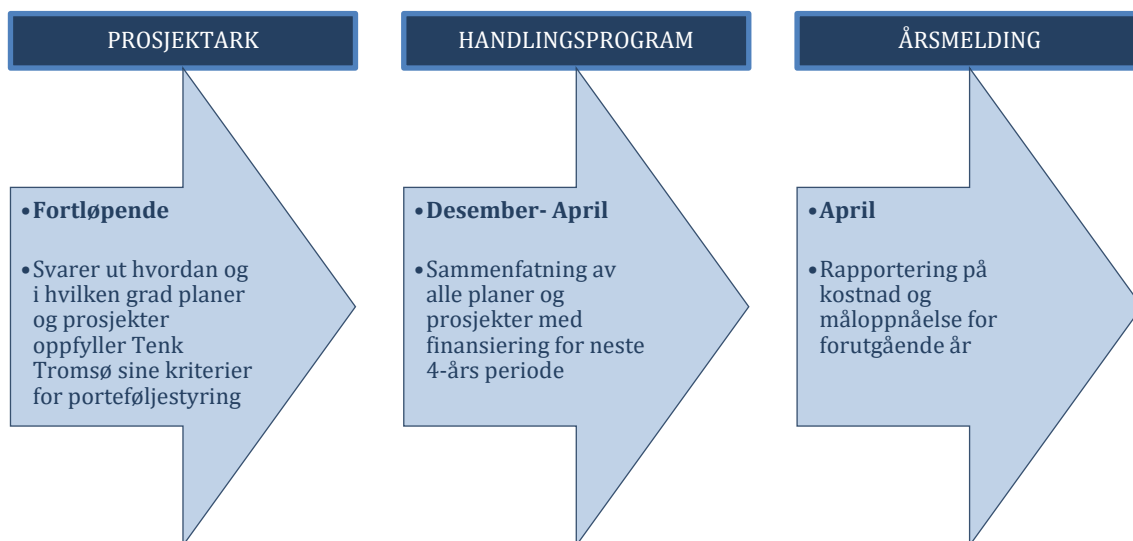 PROSJEKTARK
•Fortløpende
•Svarer ut hvordan og
i hvilken grad planer
og prosjekter
oppfyller Tenk
Tromsø sine kriterier
for porteføljestyring
HANDLINGSPROGRAM
•Desember- April
•Sammenfatning av
alle planer og
prosjekter med
finansiering for neste
4-års periode
ÅRSMELDING
•April
•Rapportering på
kostnad og
måloppnåelse for
forutgående år